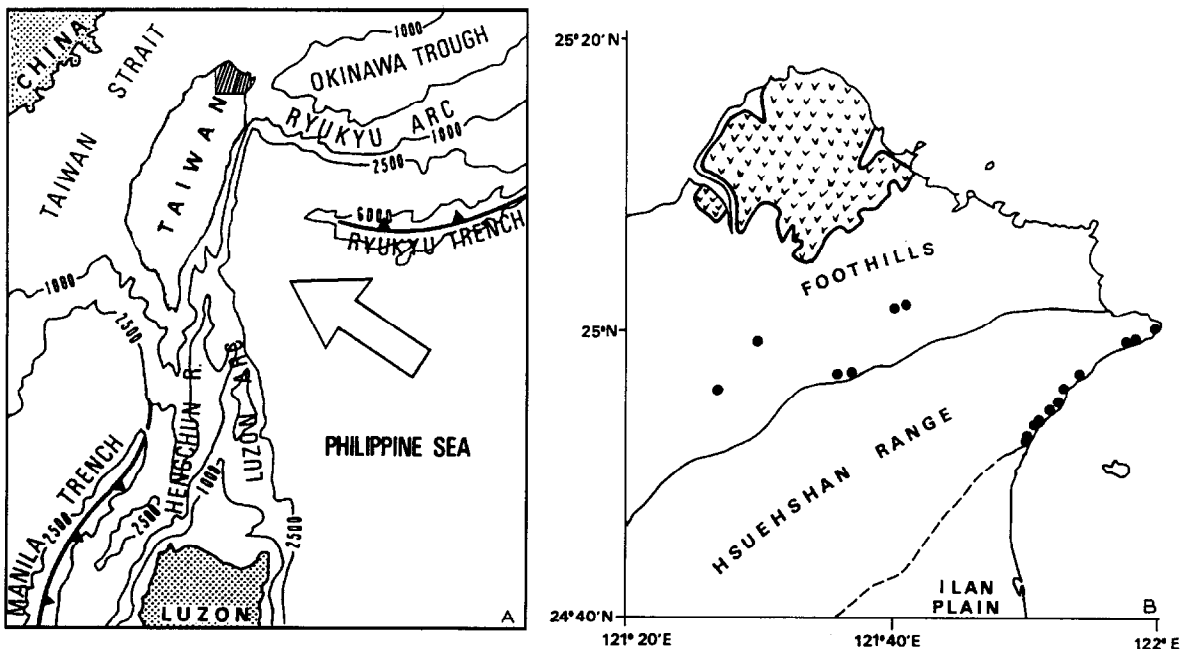 CHINA
TAIWAN STRAIT
1000
OKINAWA TROUGH
TAIWAN
RYUKYU ARC
1000
2500
6000
RYUKYU TRENCH
1000
2500
HENGCHUN R.
LUZON ARC
PHILIPPINE SEA
MANILA TRENCH
2500
2500
1000
2500
LUZON
A
25°20'N
25°N
24°40'N
FOOTHILLS
HSUEHSHAN RANGE
ILAN
PLAIN
B
121°20'E
121°40'E
122°E